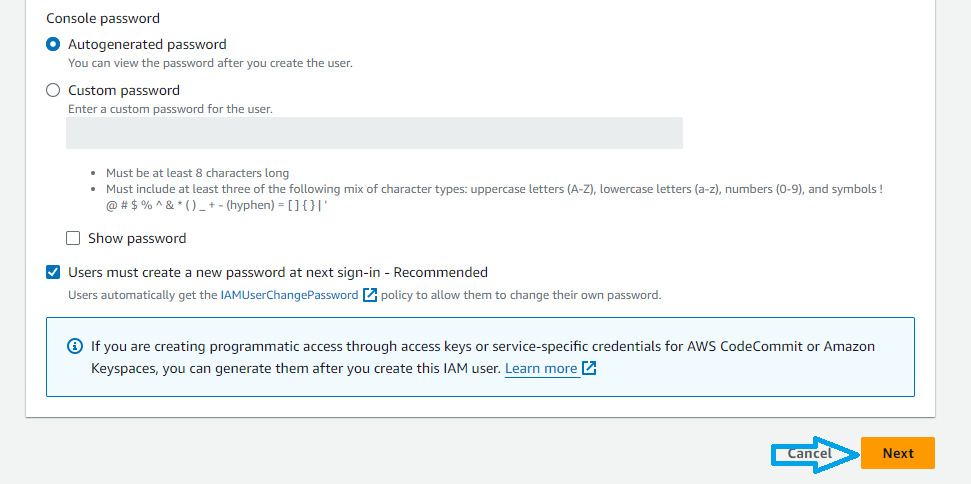 Console password
Autogenerated password
You can view the password after you create the user.
Custom password
Enter a custom password for the user.
Must be at least 8 characters long
Must include at least three of the following mix of character types: uppercase letters (A-Z), lowercase letters (a-z), numbers (0-9), and symbols !
@ # $ % ^ & * ( ) _ + - (hyphen) = [ ] { } | '
Show password
Users must create a new password at next sign-in - Recommended
Users automatically get the IAMUserChangePassword policy to allow them to change their own password.
If you are creating programmatic access through access keys or service-specific credentials for AWS CodeCommit or Amazon
Keyspaces, you can generate them after you create this IAM user. Learn more
Cancel Next